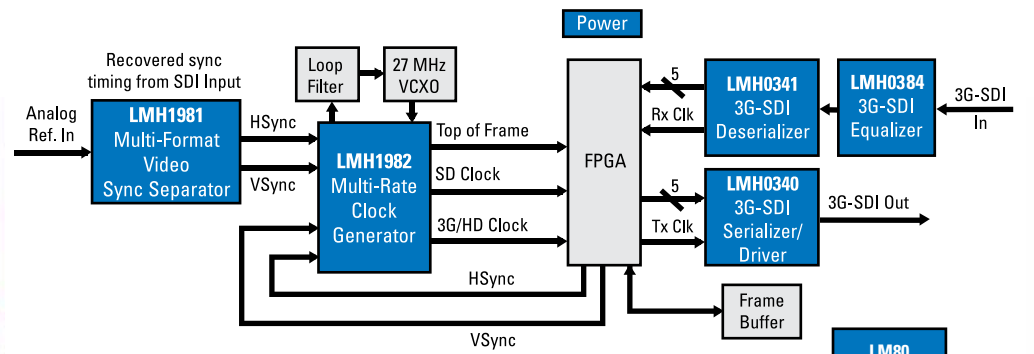 Power
Recovered sync
timing from SDI Input
Analog
Ref. In
LMH1981
Multi-Format
Video
Sync Separator
HSync
VSync
Loop
Filter
27 MHz
VCXO
LMH1982
Multi-Rate
Clock
Generator
Top of Frame
SD Clock
3G/HD Clock
HSync
VSync
FPGA
5
Rx Clk
LMH0341
3G-SDI
Deserializer
LMH0384
3G-SDI
Equalizer
3G-SDI
In
5
Tx Clk
LMH0340
3G-SDI
Serializer/
Driver
3G-SDI Out
Frame
Buffer
LM80